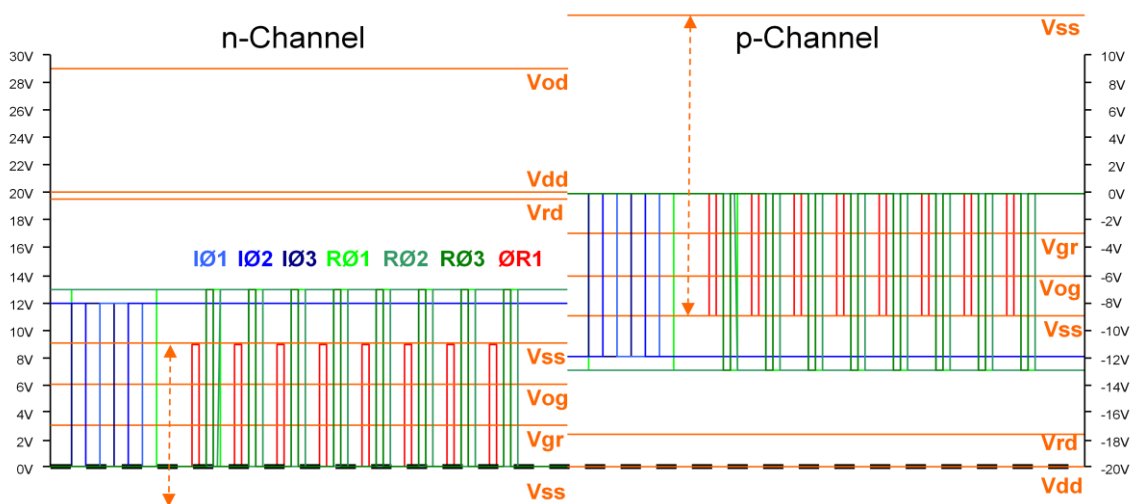 n-Channel
p-Channel
30V
28V
26V
24V
22V
20V
18V
16V
14V
12V
10V
8V
6V
4V
2V
0V
Vod
Vdd
Vrd
IØ1 IØ2 IØ3 RØ1 RØ2 RØ3 ØR1
Vss
Vog
Vgr
Vss
Vss
Vgr
Vog
Vss
Vrd
Vdd
10V
8V
6V
4V
2V
0V
-2V
-4V
-6V
-8V
-10V
-12V
-14V
-16V
-18V
-20V